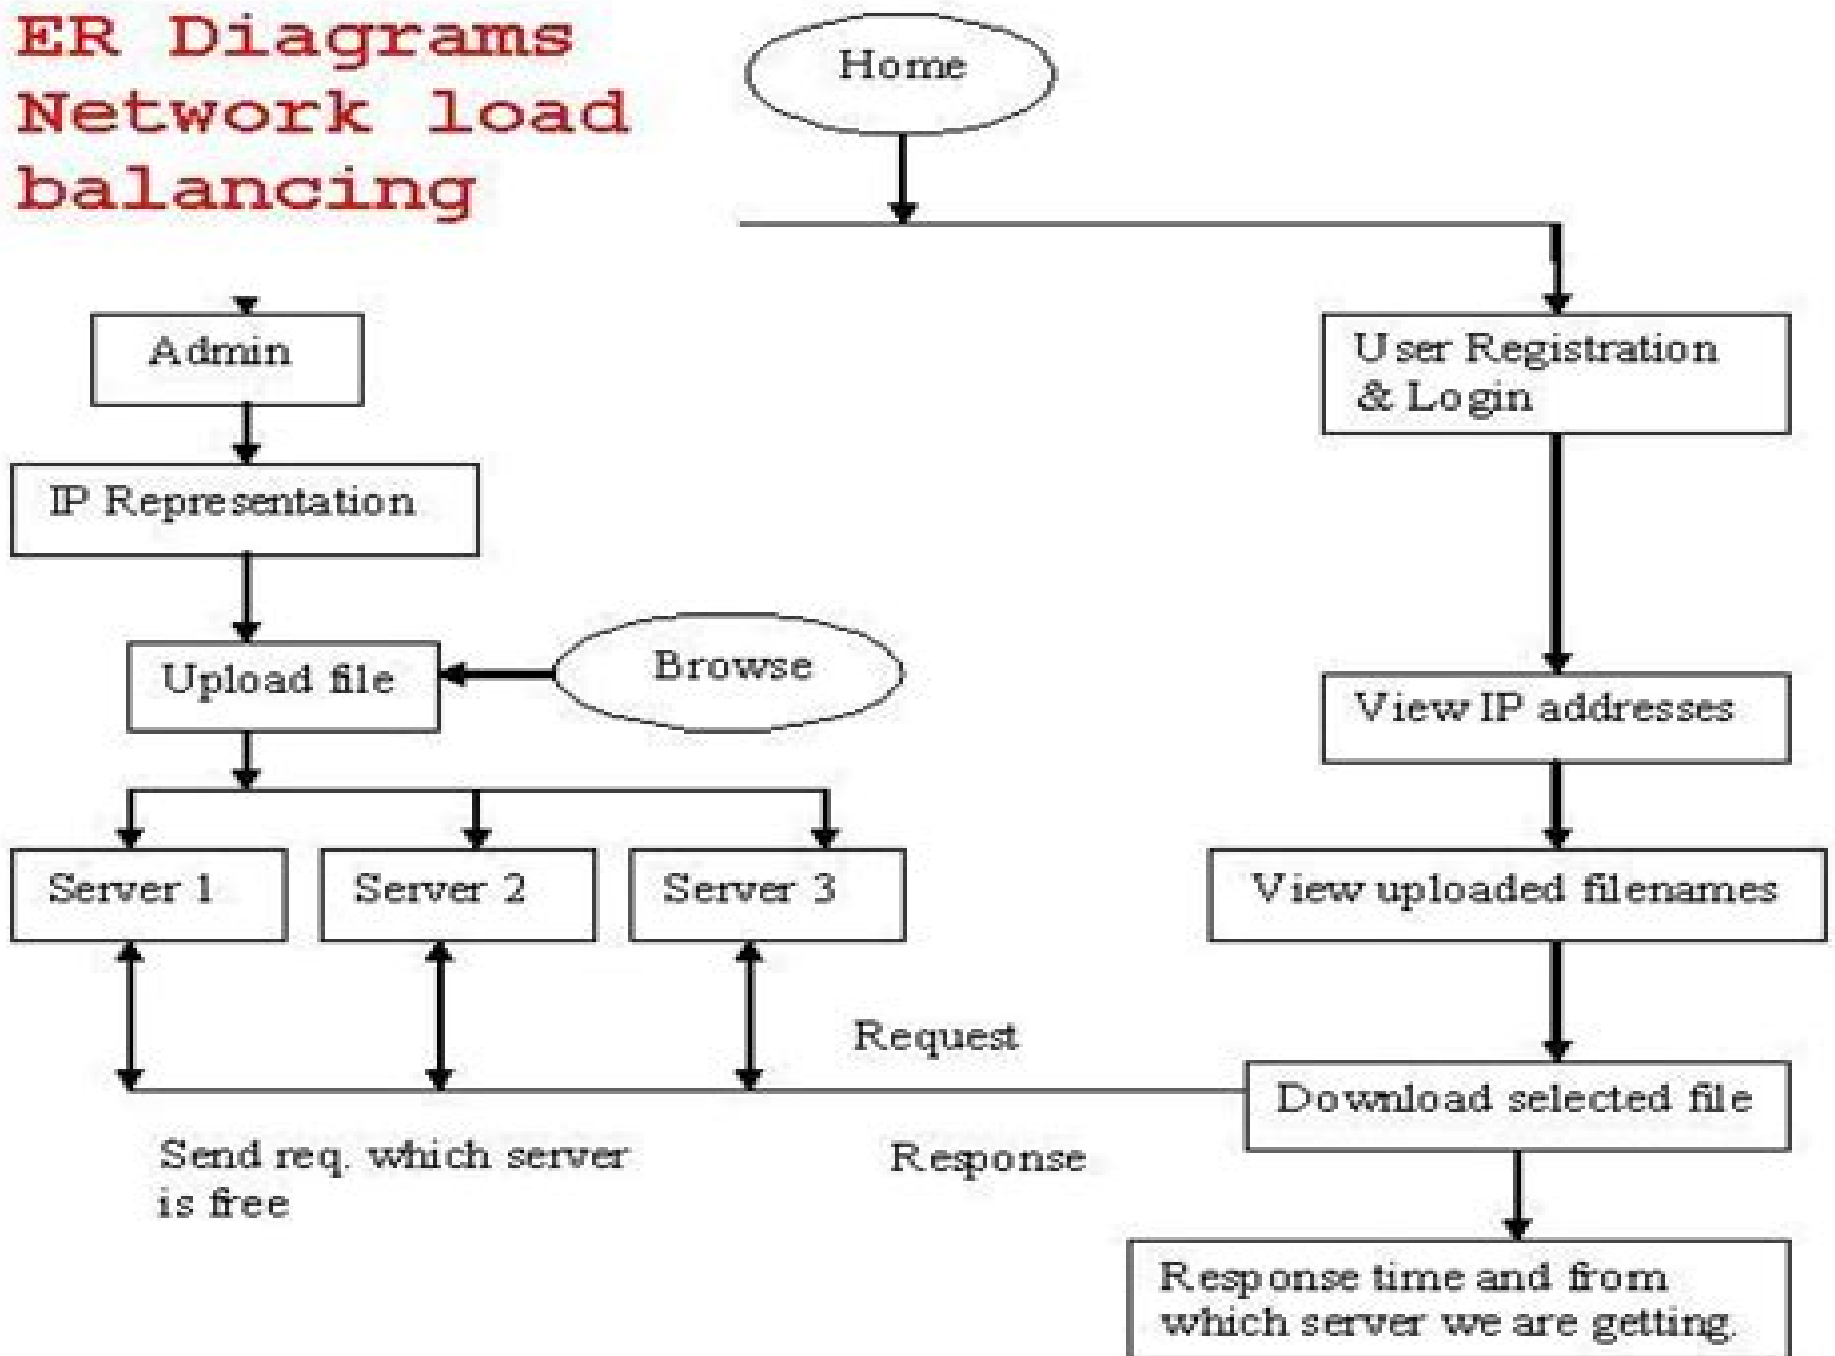 ER Diagrams
Network load
balancing
Home
Admin
User Registration
& Login
IP Representation
Upload file
Browse
View IP addresses
Server 1
Server 2
Server 3
View uploaded filenames
Request
Download selected file
Send req. which server
is free
Response
Response time and from
which server we are getting.